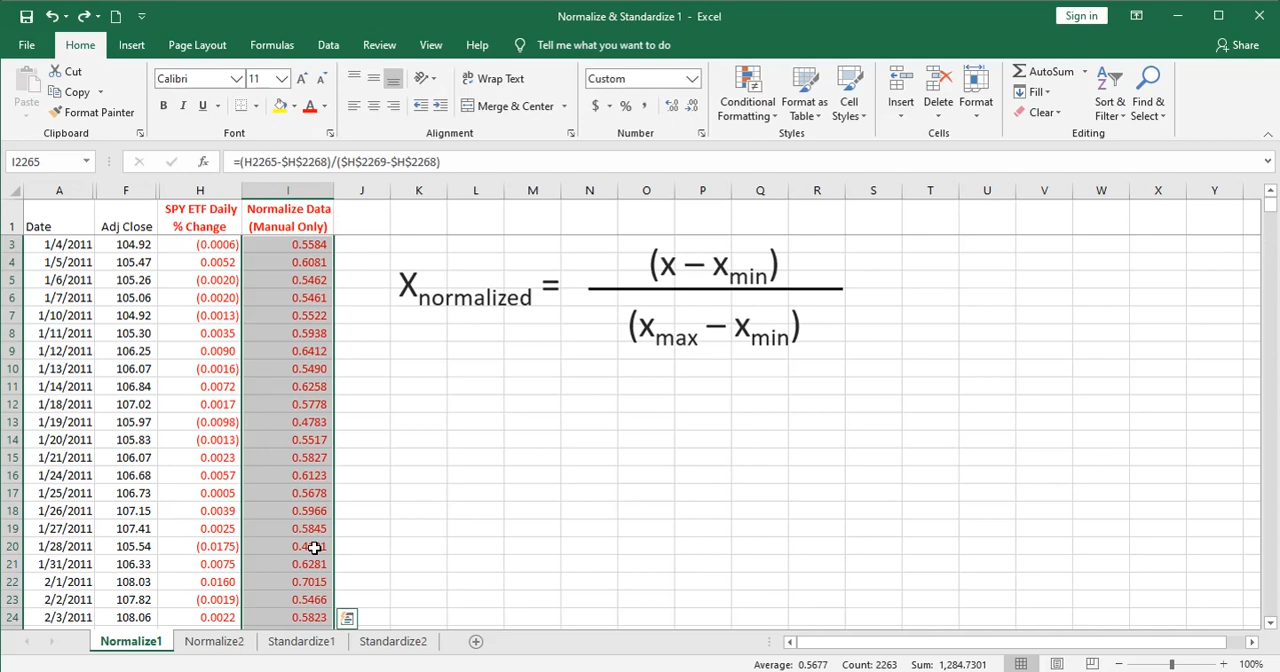 Normalize & Standardize 1 - Excel
Sign in
File Home Insert Page Layout Formulas Data Review View Help Tell me what you want to do Share
Paste
Cut
Copy
Format Painter
Clipboard
Calibri 11
B I U
Font
Wrap Text
Merge & Center
Alignment
Custom
$ % ,
Number
Conditional Formatting
Format as Table
Cell Styles
Styles
Insert Delete Format
Cells
AutoSum
Fill
Clear
Sort & Filter
Find & Select
Editing
I2265 fx =(H2265-$H$2268)/($H$2269-$H$2268)
A F H I J K L M N O P Q R S T U V W X Y
1 Date Adj Close SPY ETF Daily % Change Normalize Data (Manual Only)
3 1/4/2011 104.92 (0.0006) 0.5584
4 1/5/2011 105.47 0.0052 0.6081
5 1/6/2011 105.26 (0.0020) 0.5462
6 1/7/2011 105.06 (0.0020) 0.5461
7 1/10/2011 104.92 (0.0013) 0.5522
8 1/11/2011 105.30 0.0035 0.5938
9 1/12/2011 106.25 0.0090 0.6412
10 1/13/2011 106.07 (0.0016) 0.5490
11 1/14/2011 106.84 0.0072 0.6258
12 1/18/2011 107.02 0.0017 0.5778
13 1/19/2011 105.97 (0.0098) 0.4783
14 1/20/2011 105.83 (0.0013) 0.5517
15 1/21/2011 106.07 0.0023 0.5827
16 1/24/2011 106.68 0.0057 0.6123
17 1/25/2011 106.73 0.0005 0.5678
18 1/26/2011 107.15 0.0039 0.5966
19 1/27/2011 107.41 0.0025 0.5845
20 1/28/2011 105.54 (0.0175)
21 1/31/2011 106.33 0.0075 0.6281
22 2/1/2011 108.03 0.0160 0.7015
23 2/2/2011 107.82 (0.0019) 0.5466
24 2/3/2011 108.06 0.0022 0.5823
Xnormalized =
(x – xmin)
(xmax – xmin)
Normalize1 Normalize2 Standardize1 Standardize2
Average: 0.5677 Count: 2263 Sum: 1,284.7301 100%